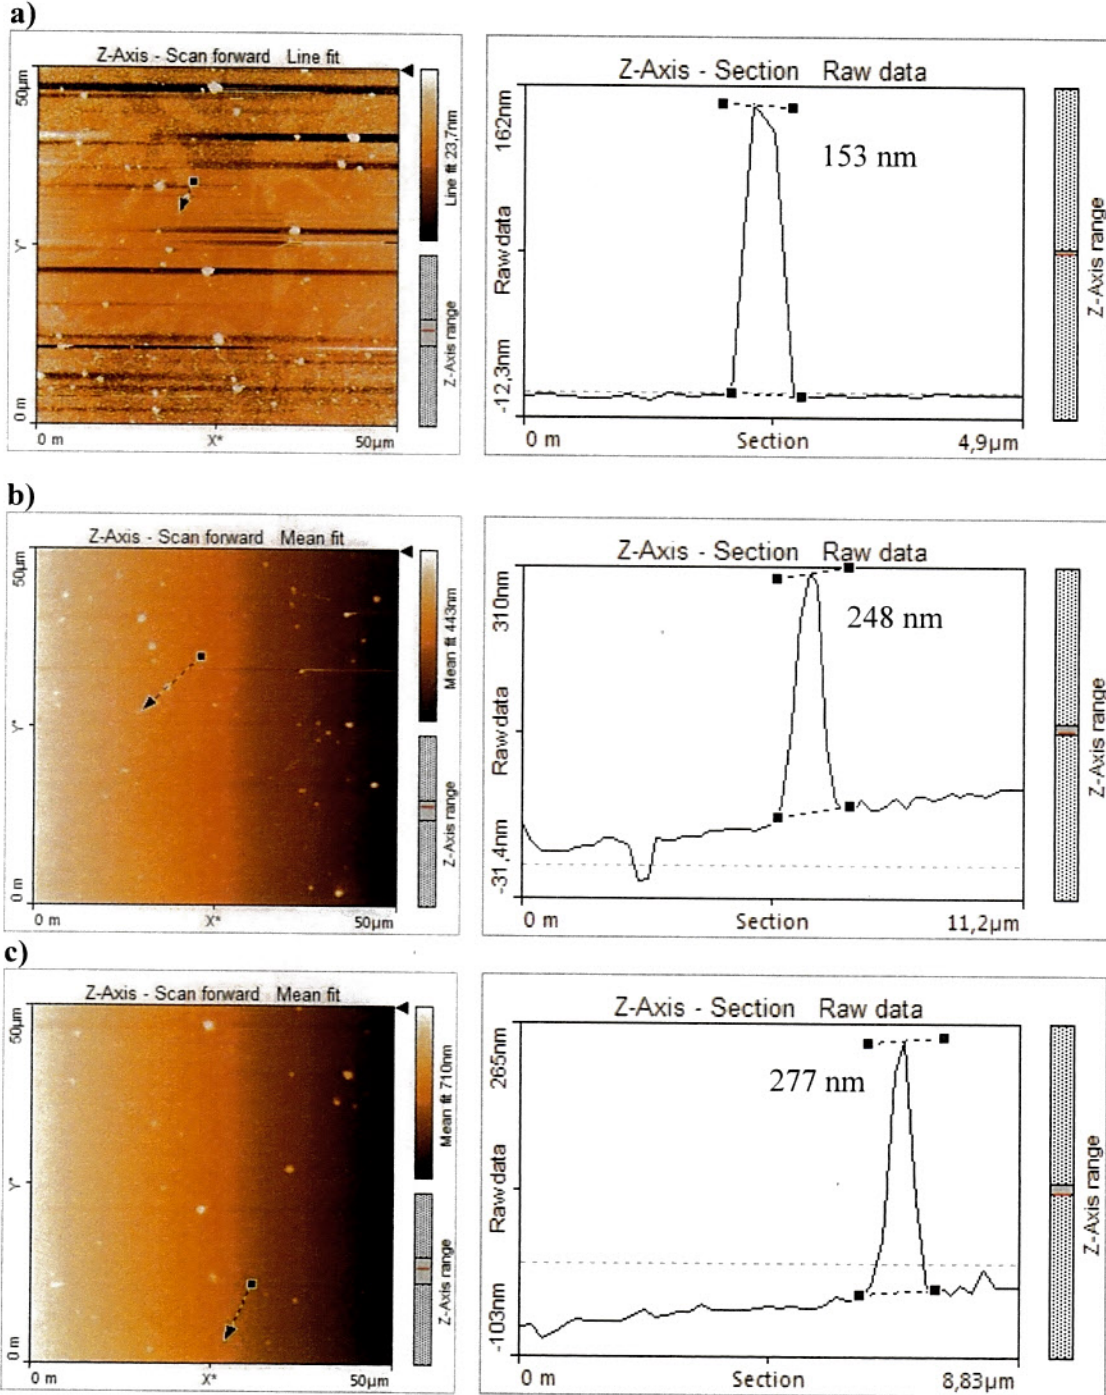 a)
Z-Axis - Scan forward Line fit
50µm
Y*
0 m
0 m
X*
50µm
Line fit 23,7nm
Z-Axis range
Z-Axis - Section Raw data
162nm
Raw data
-12,3nm
153 nm
0 m
Section
4,9µm
Z-Axis range
b)
Z-Axis - Scan forward Mean fit
50µm
Y*
0 m
0 m
X*
50µm
Mean fit 443nm
Z-Axis range
Z-Axis - Section Raw data
310nm
Raw data
-31,4nm
248 nm
0 m
Section
11,2µm
Z-Axis range
c)
Z-Axis - Scan forward Mean fit
50µm
Y*
0 m
0 m
X*
50µm
Mean fit 710nm
Z-Axis range
Z-Axis - Section Raw data
265nm
Raw data
-103nm
277 nm
0 m
Section
8,83µm
Z-Axis range